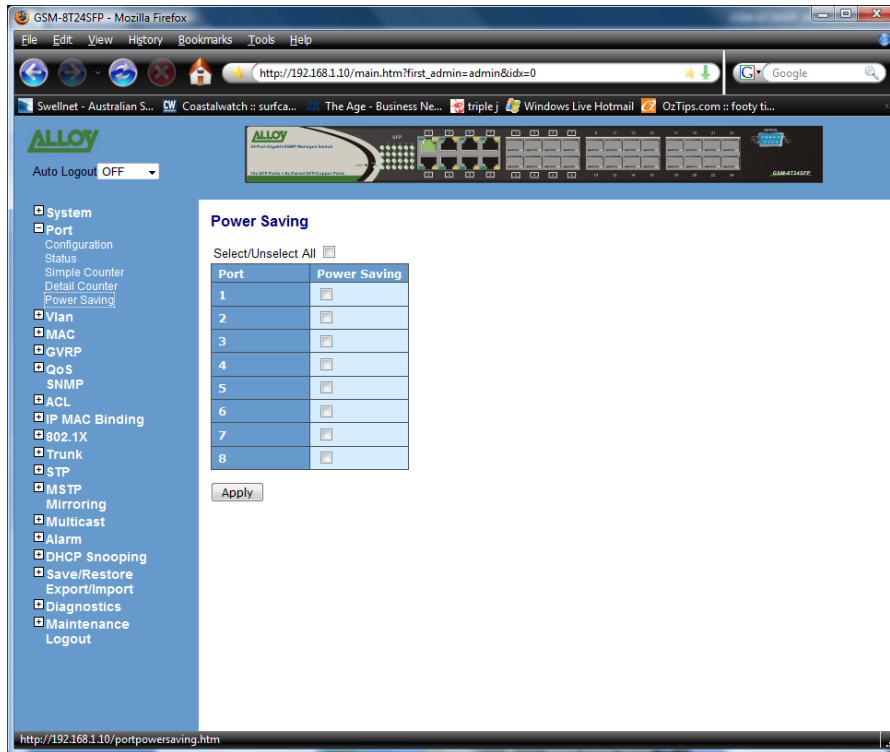 GSM-8T24SFP - Mozilla Firefox
File Edit View History Bookmarks Tools Help
http://192.168.1.10/main.htm?first_admin=admin&idx=0
G Google
Swellnet - Australian S... CW Coastalwatch :: surfca... The Age - Business Ne... triple j Windows Live Hotmail OzTips.com :: footy ti...
ALLOY
Auto Logout OFF
ALLOY
SFP
GSM-8T24SFP
System
Port
Configuration
Status
Simple Counter
Detail Counter
Power Saving
Vlan
MAC
GVRP
QoS
SNMP
ACL
IP MAC Binding
802.1X
Trunk
STP
MSTP
Mirroring
Multicast
Alarm
DHCP Snooping
Save/Restore
Export/Import
Diagnostics
Maintenance
Logout
Power Saving
Select/Unselect All
Port Power Saving
1
2
3
4
5
6
7
8
Apply
http://192.168.1.10/portpowersaving.htm